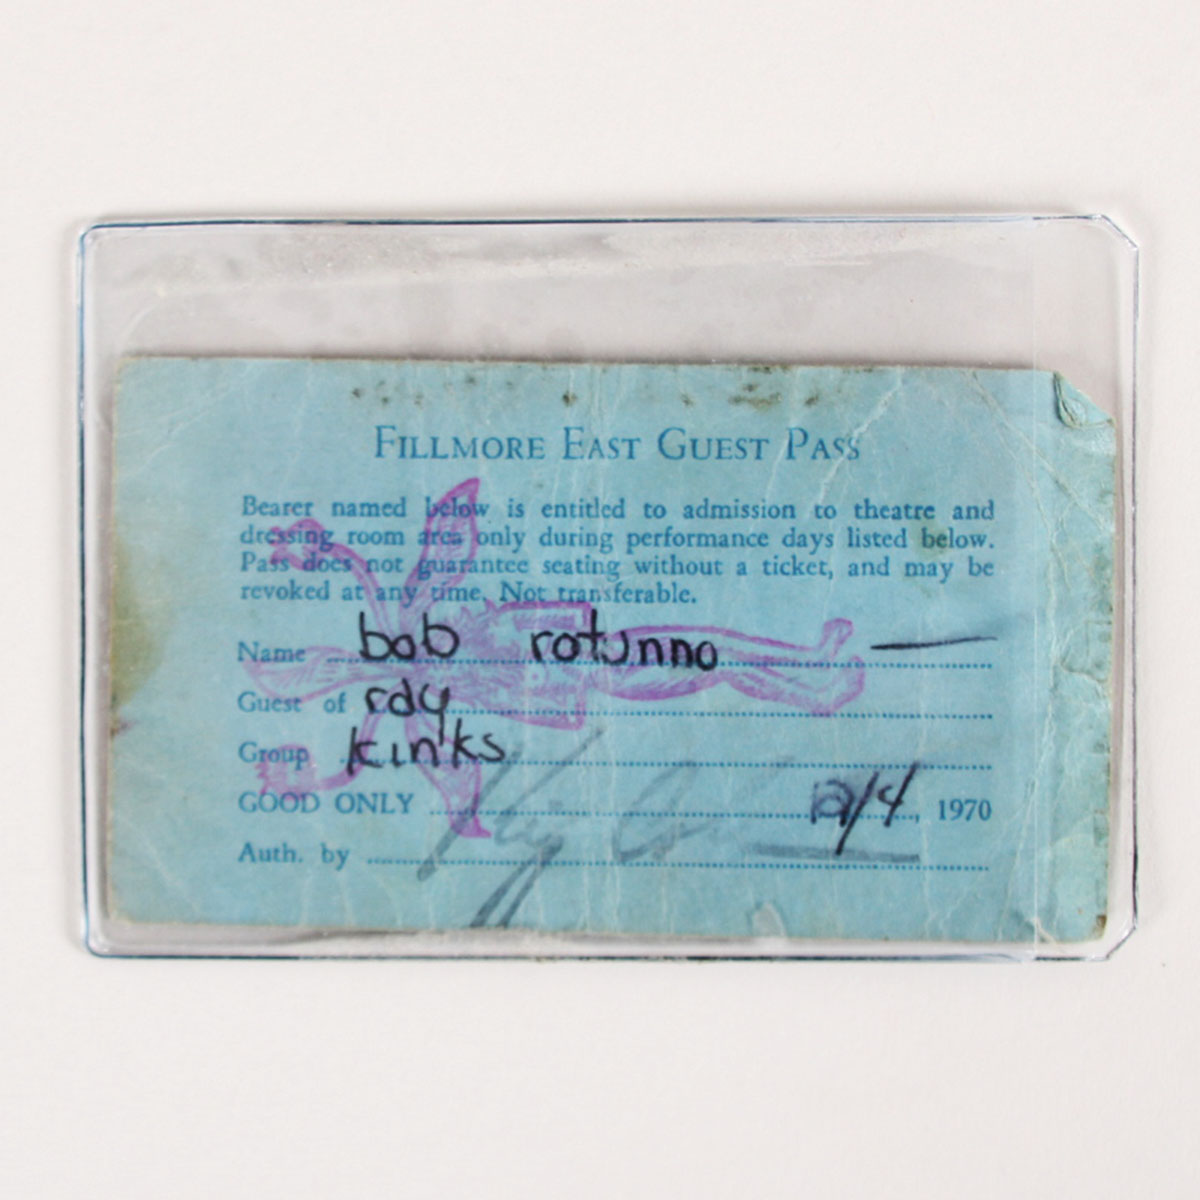 FILLMORE EAST GUEST PASS
Bearer named below is entitled to admission to theatre and
dressing room area only during performance days listed below.
Pass does not guarantee seating without a ticket, and may be
revoked at any time. Not transferable.
Name bob rotunno —
Guest of ray
Group kinks
GOOD ONLY 12/4, 1970
Auth. by